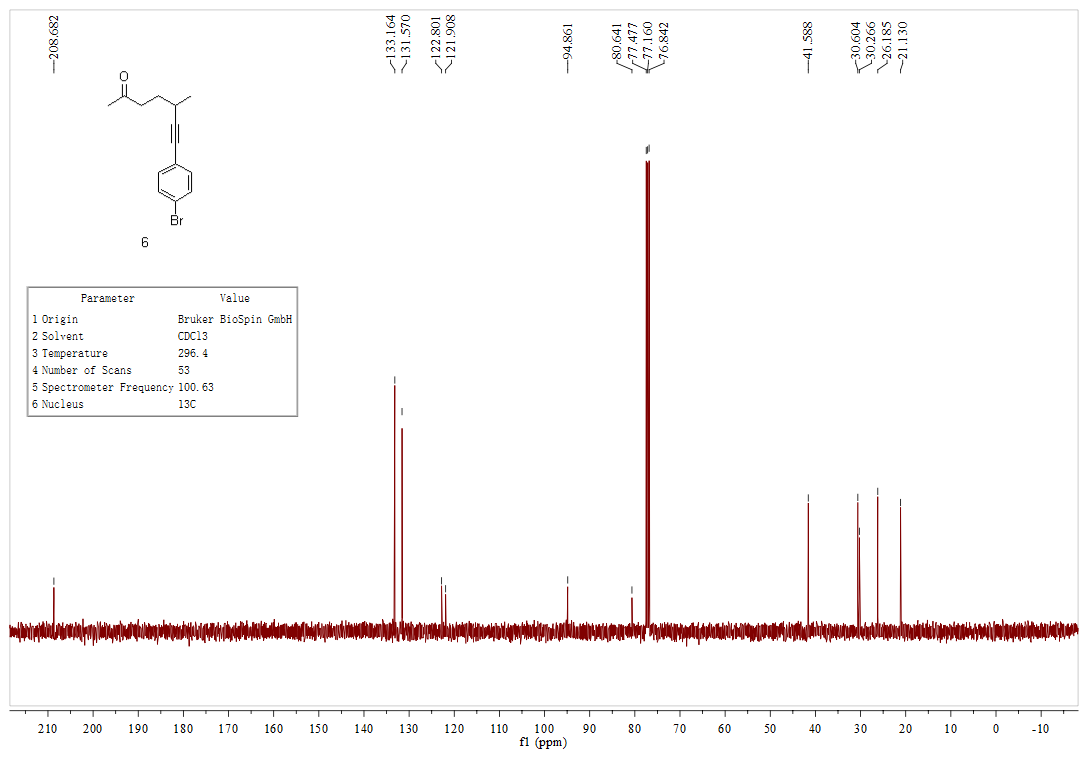 208.682
133.164
131.570
122.801
121.908
94.861
80.641
77.477
77.160
76.842
41.588
30.604
30.266
26.185
21.130
O
Br
6
Parameter Value
1 Origin Bruker BioSpin GmbH
2 Solvent CDCl3
3 Temperature 296.4
4 Number of Scans 53
5 Spectrometer Frequency 100.63
6 Nucleus 13C
210 200 190 180 170 160 150 140 130 120 110 100 90 80 70 60 50 40 30 20 10 0 -10
f1 (ppm)